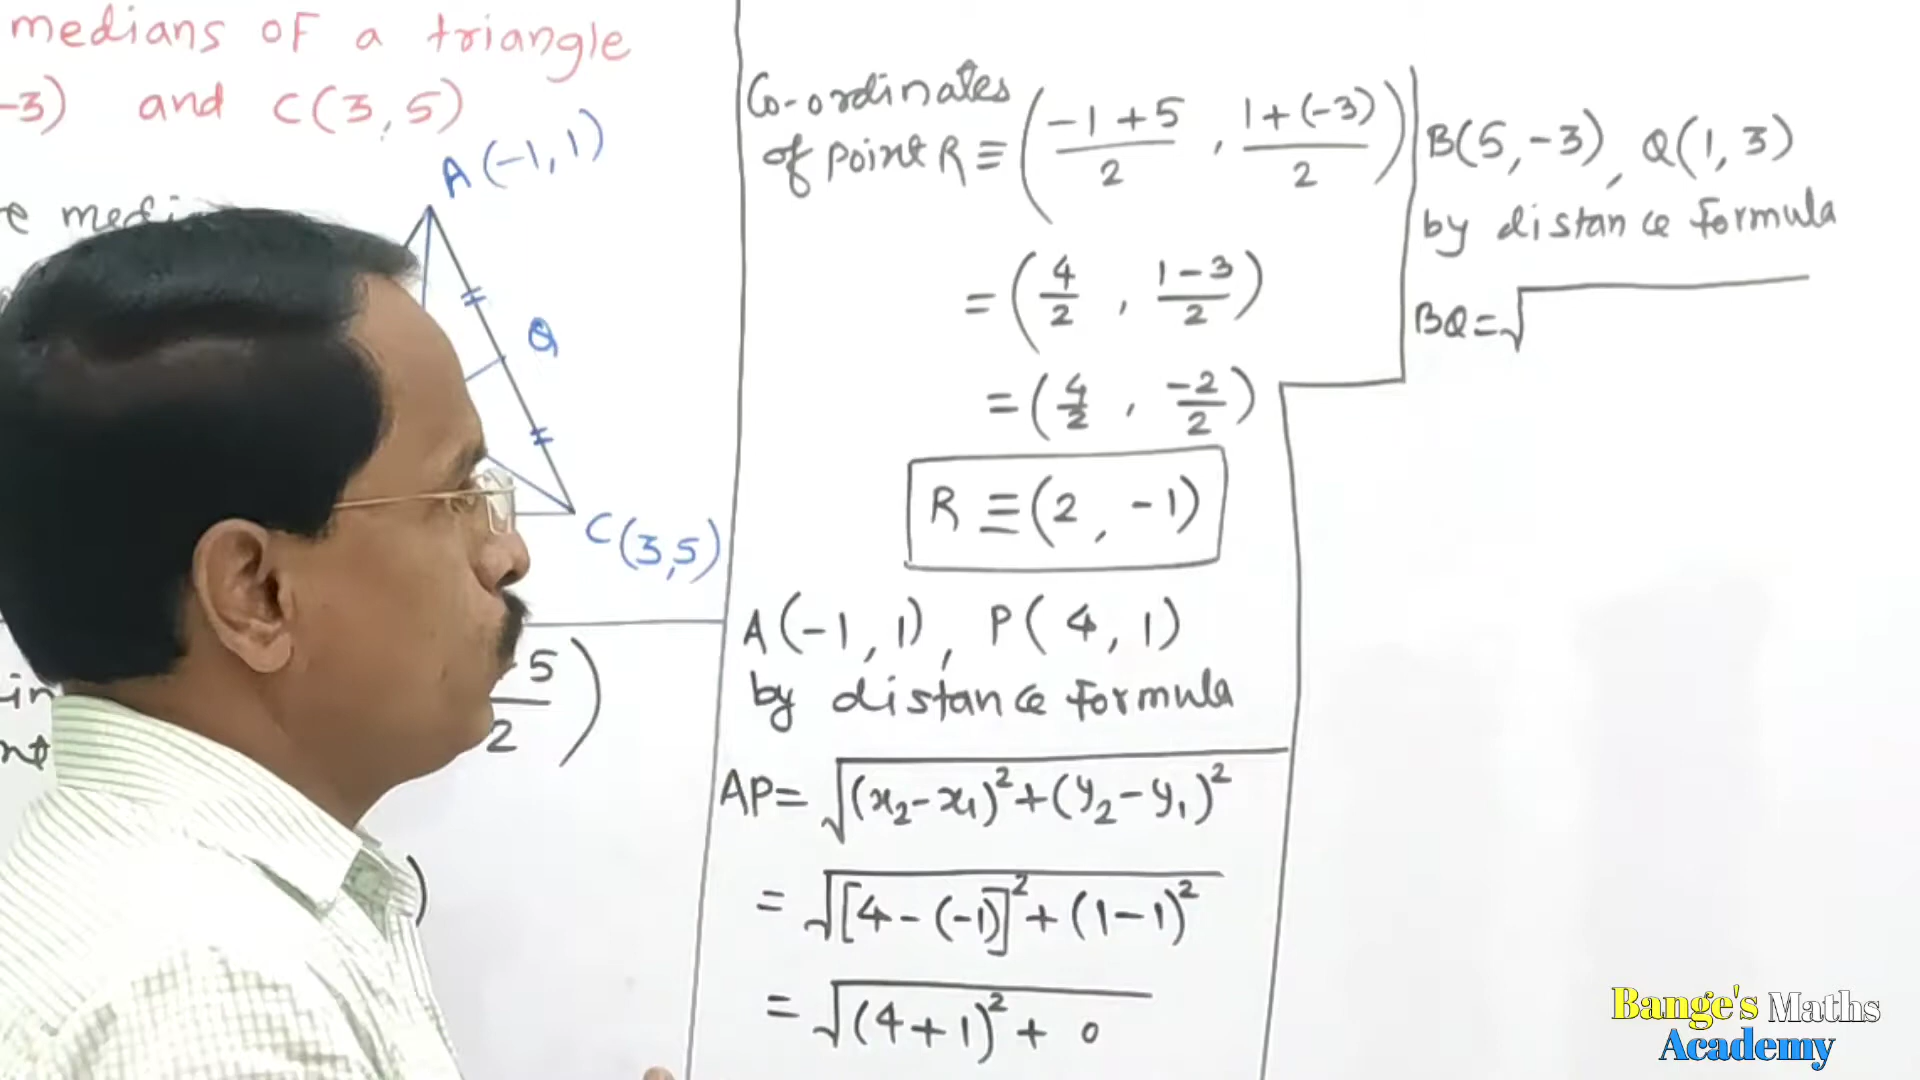 medians of a triangle
-3) and C(3,5)
A(-1,1)
Q
C(3,5)
5
2
)
Co-ordinates
of point R ≡ (-1+5/2 , 1+(-3)/2)
= (4/2 , 1-3/2)
= (4/2 , -2/2)
R ≡ (2, -1)
A(-1, 1), P(4, 1)
by distance formula
AP = √(x₂-x₁)²+(y₂-y₁)²
= √[4-(-1)]²+(1-1)²
= √(4+1)²+ 0
B(5,-3), Q(1,3)
by distance formula
BQ = √
Bange's Maths
Academy